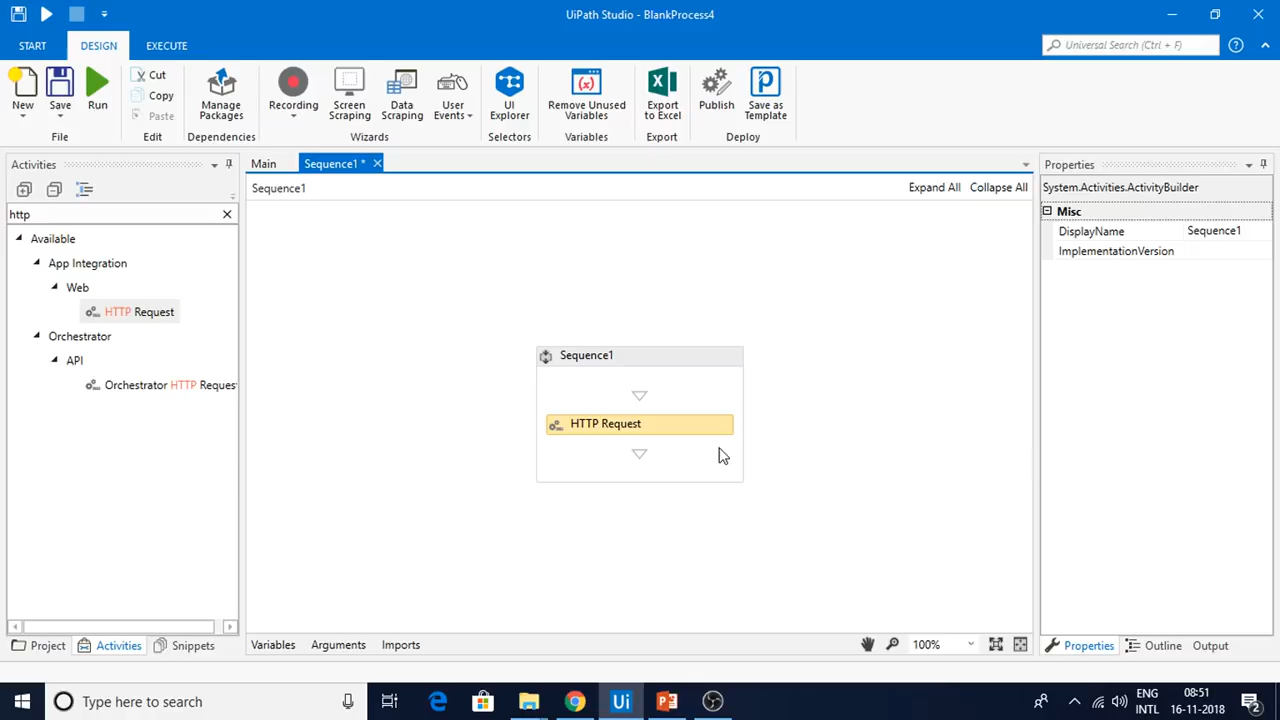 UiPath Studio - BlankProcess4
START DESIGN EXECUTE
Universal Search (Ctrl + F)
New
Save
Run
Cut
Copy
Paste
Manage Packages
Recording
Screen Scraping
Data Scraping
User Events
UI Explorer
Remove Unused Variables
Export to Excel
Publish
Save as Template
File
Edit
Dependencies
Wizards
Selectors
Variables
Export
Deploy
Activities
http
Available
App Integration
Web
HTTP Request
Orchestrator
API
Orchestrator HTTP Reques
Project
Activities
Snippets
Main
Sequence1 *
Sequence1
Expand All
Collapse All
Sequence1
HTTP Request
Variables
Arguments
Imports
100%
Properties
System.Activities.ActivityBuilder
Misc
DisplayName Sequence1
ImplementationVersion
Properties
Outline
Output
Type here to search
Ui
ENG
INTL
08:51
16-11-2018
2